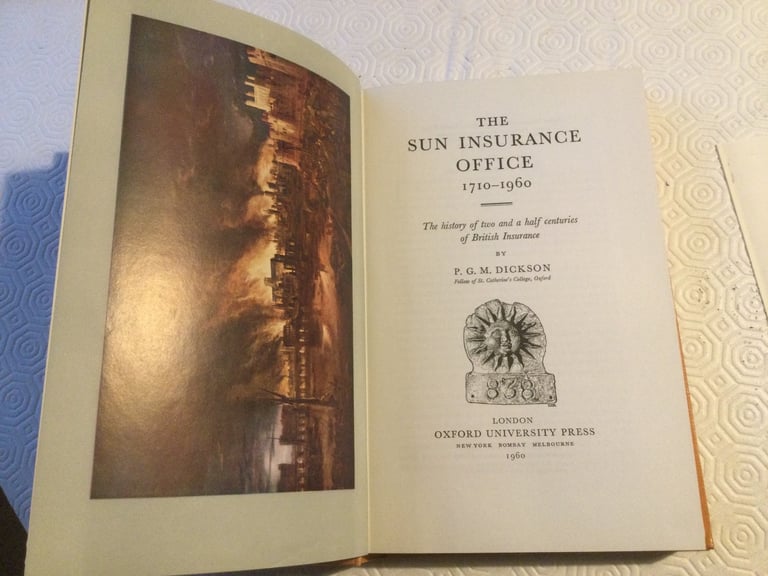 THE
SUN INSURANCE
OFFICE
1710–1960
The history of two and a half centuries
of British Insurance
BY
P. G. M. DICKSON
Fellow of St. Catherine's College, Oxford
838
LONDON
OXFORD UNIVERSITY PRESS
NEW YORK BOMBAY MELBOURNE
1960